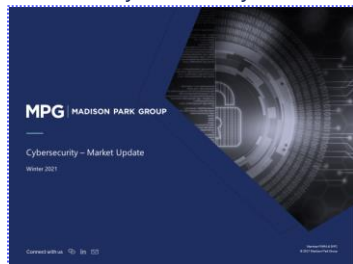 MPG | MADISON PARK GROUP
Cybersecurity – Market Update
Winter 2021
Connect with us